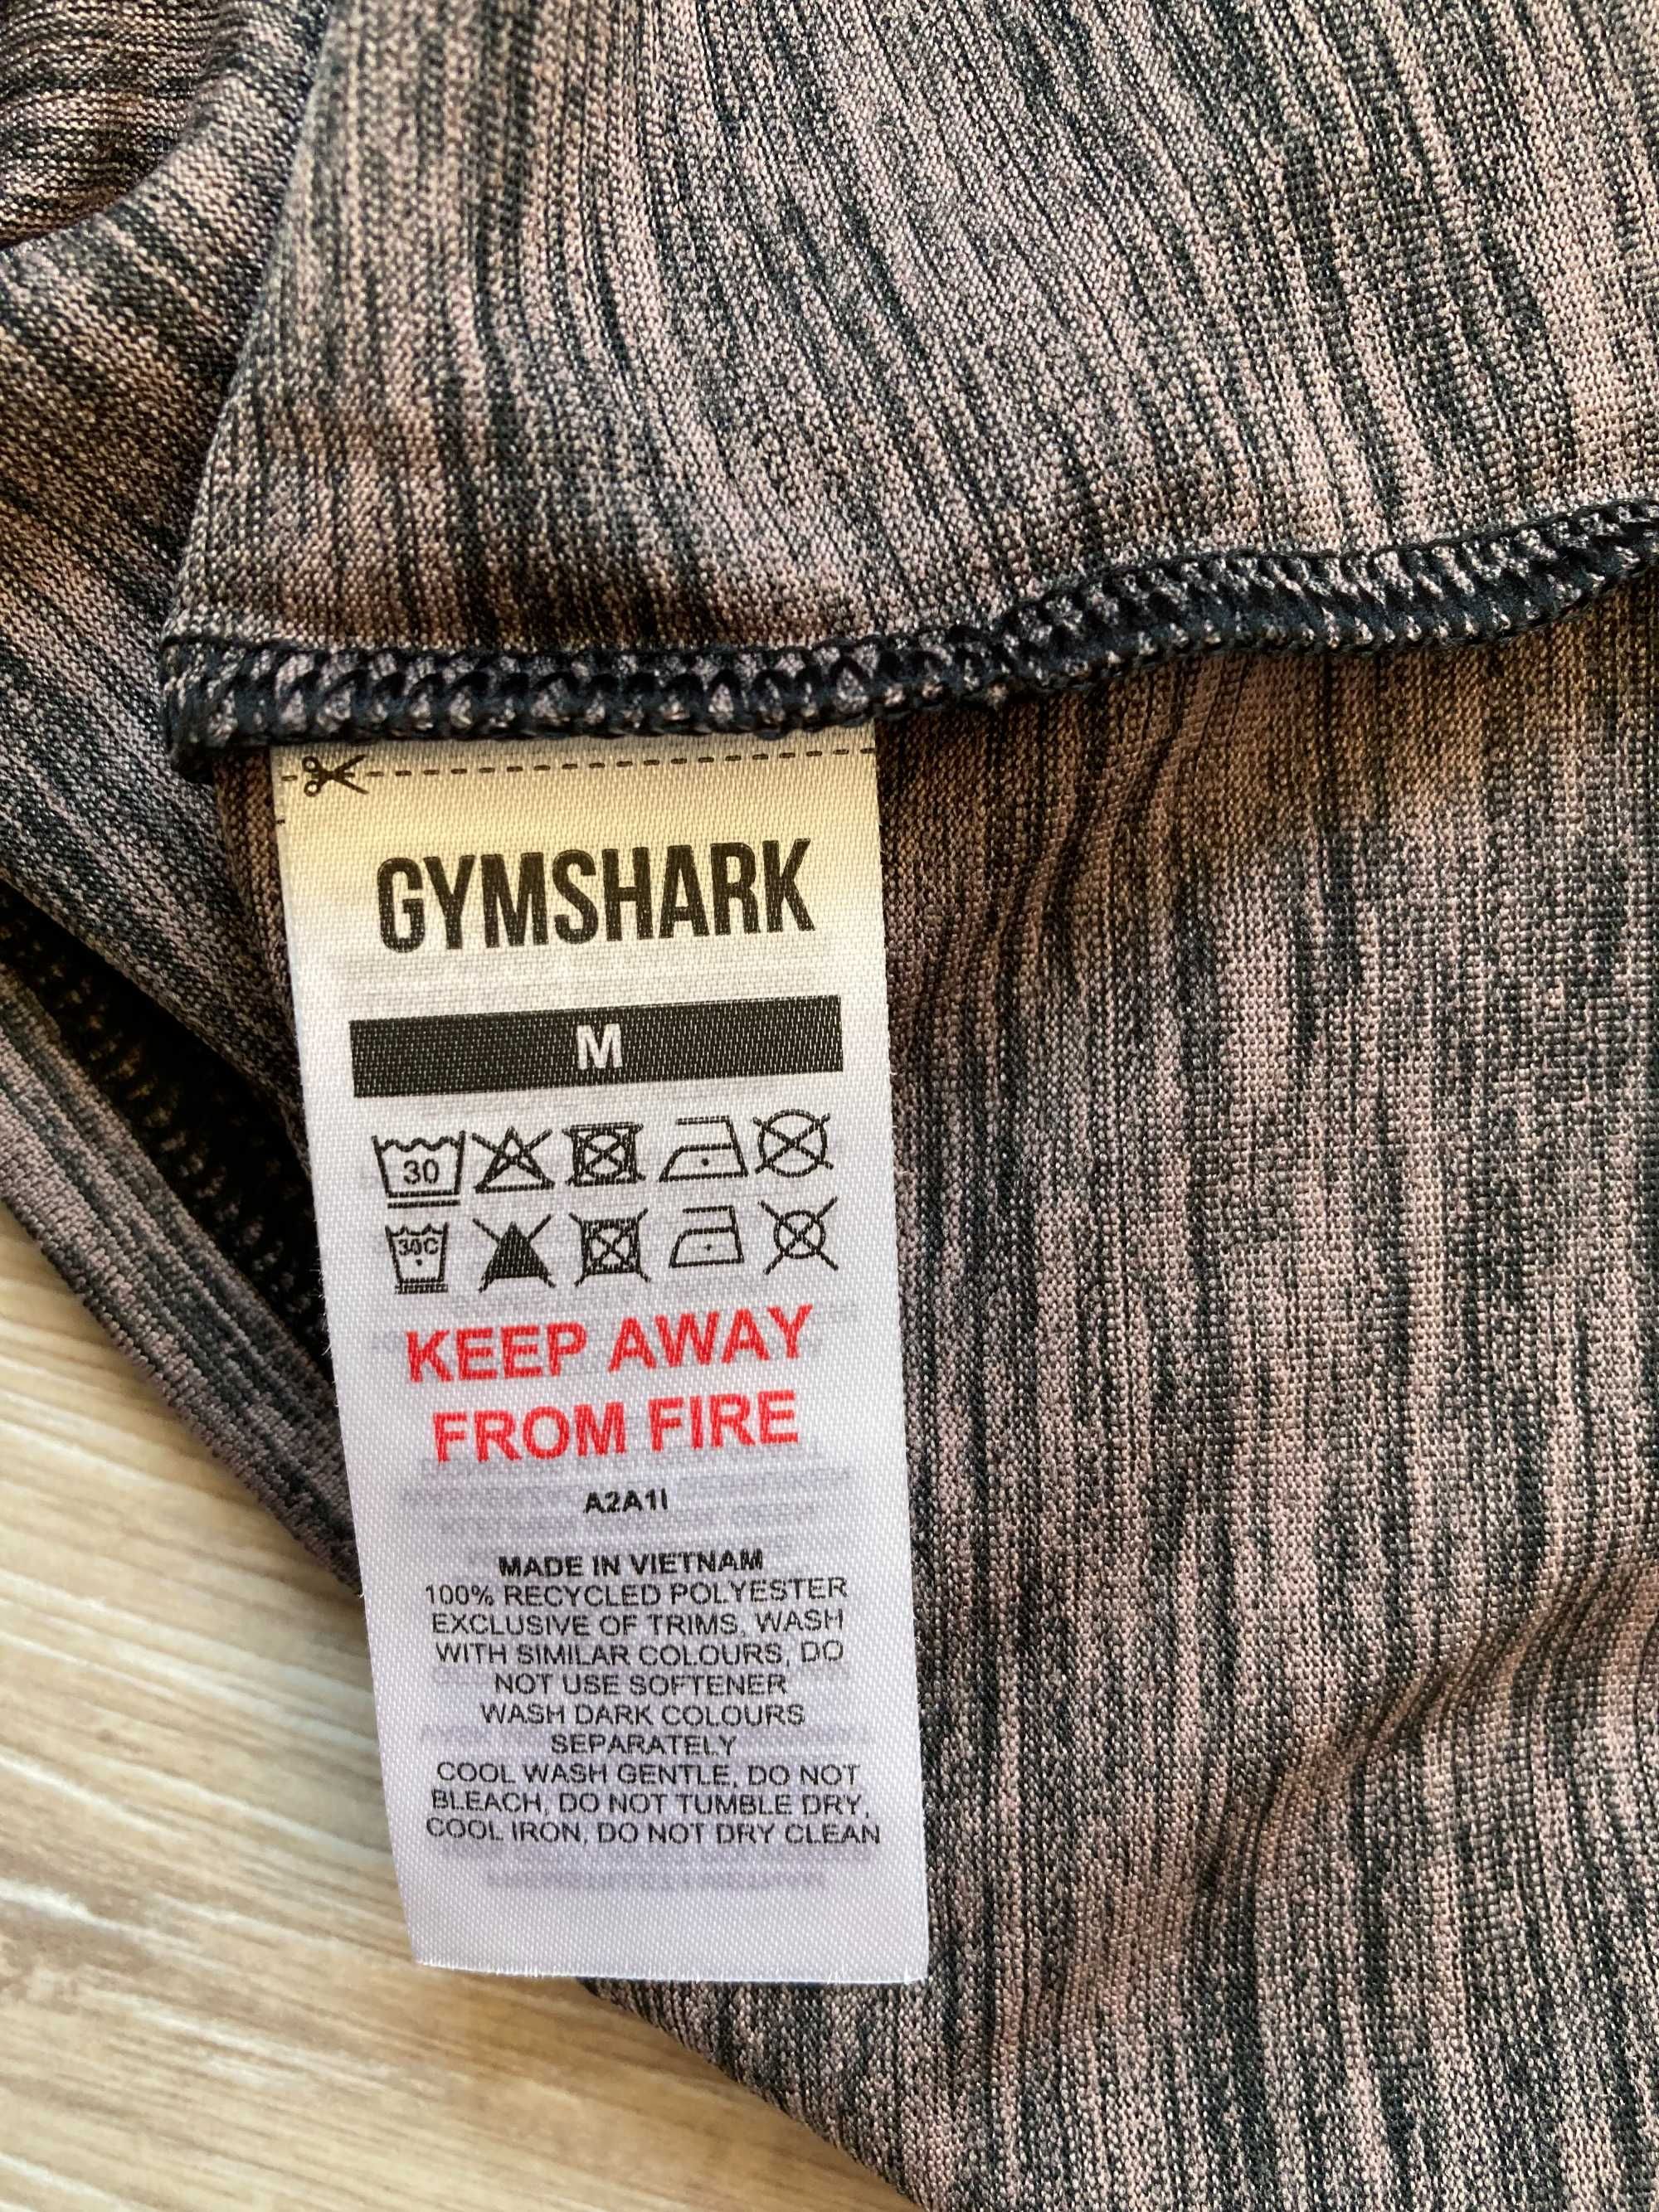 GYMSHARK
M
30
30C
KEEP AWAY
FROM FIRE
A2A1I
MADE IN VIETNAM
100% RECYCLED POLYESTER
EXCLUSIVE OF TRIMS, WASH
WITH SIMILAR COLOURS, DO
NOT USE SOFTENER
WASH DARK COLOURS
SEPARATELY
COOL WASH GENTLE, DO NOT
BLEACH, DO NOT TUMBLE DRY,
COOL IRON, DO NOT DRY CLEAN